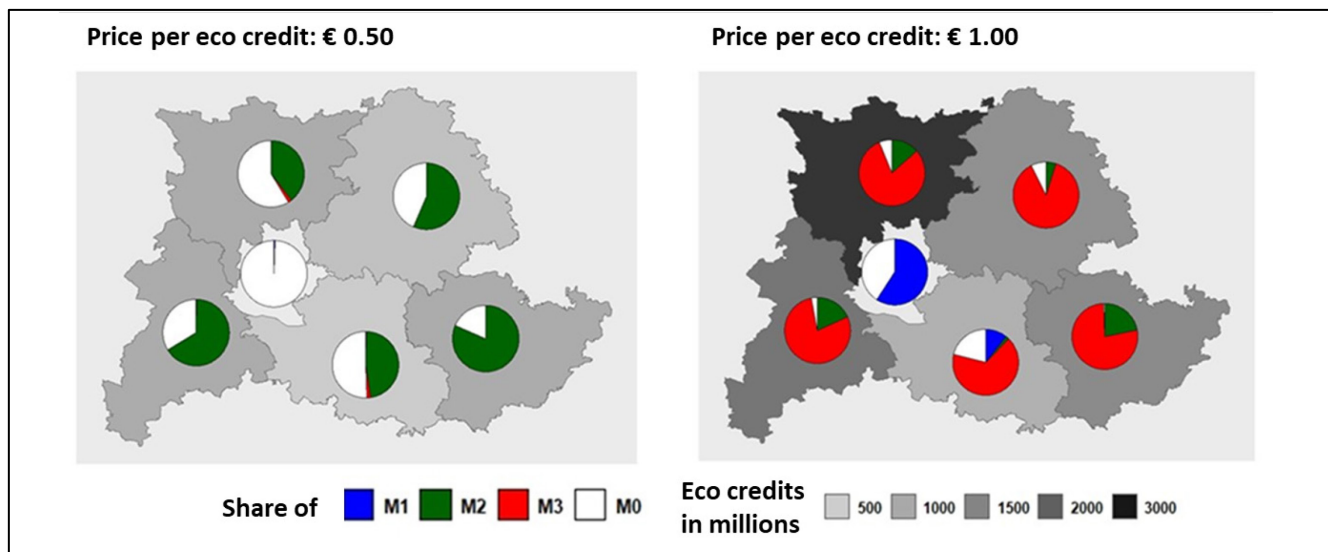 Price per eco credit: € 0.50
Price per eco credit: € 1.00
Share of M1 M2 M3 M0
Eco credits in millions 500 1000 1500 2000 3000